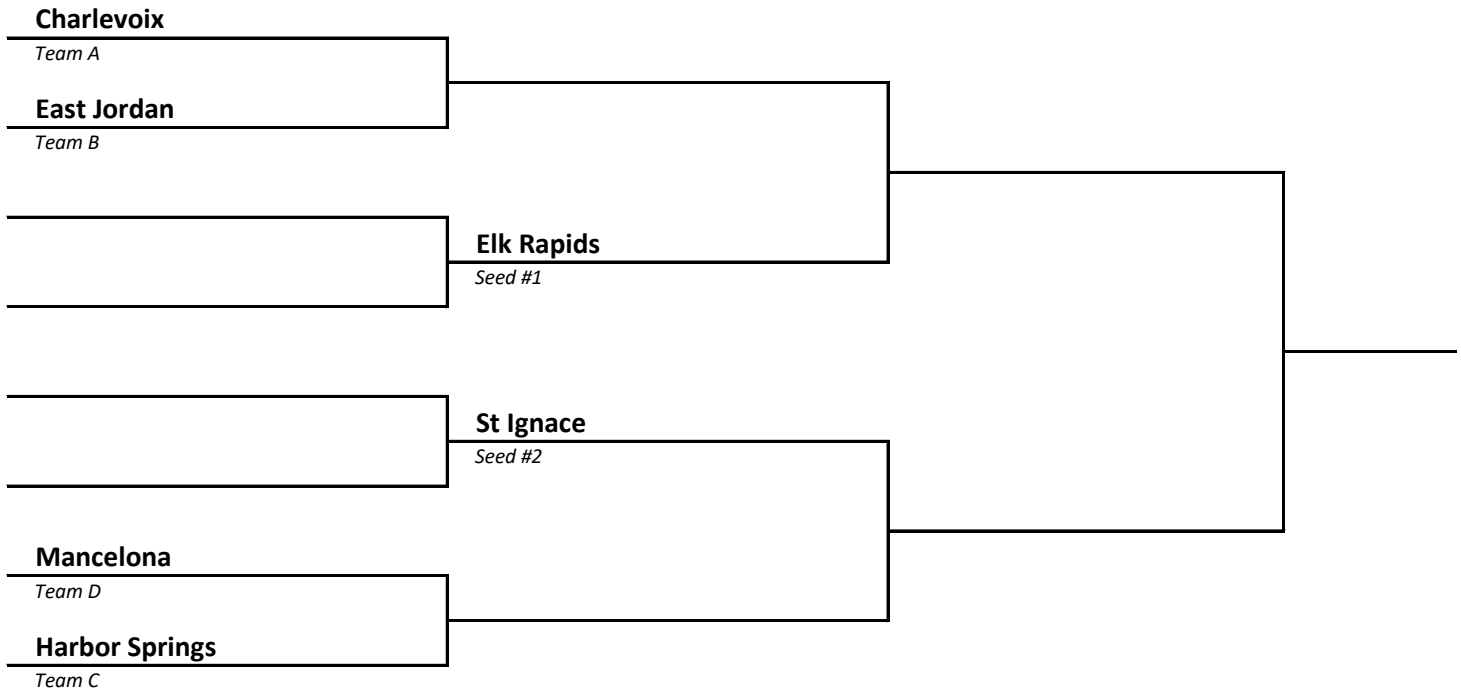 Charlevoix
Team A
East Jordan
Team B
Elk Rapids
Seed #1
St Ignace
Seed #2
Mancelona
Team D
Harbor Springs
Team C